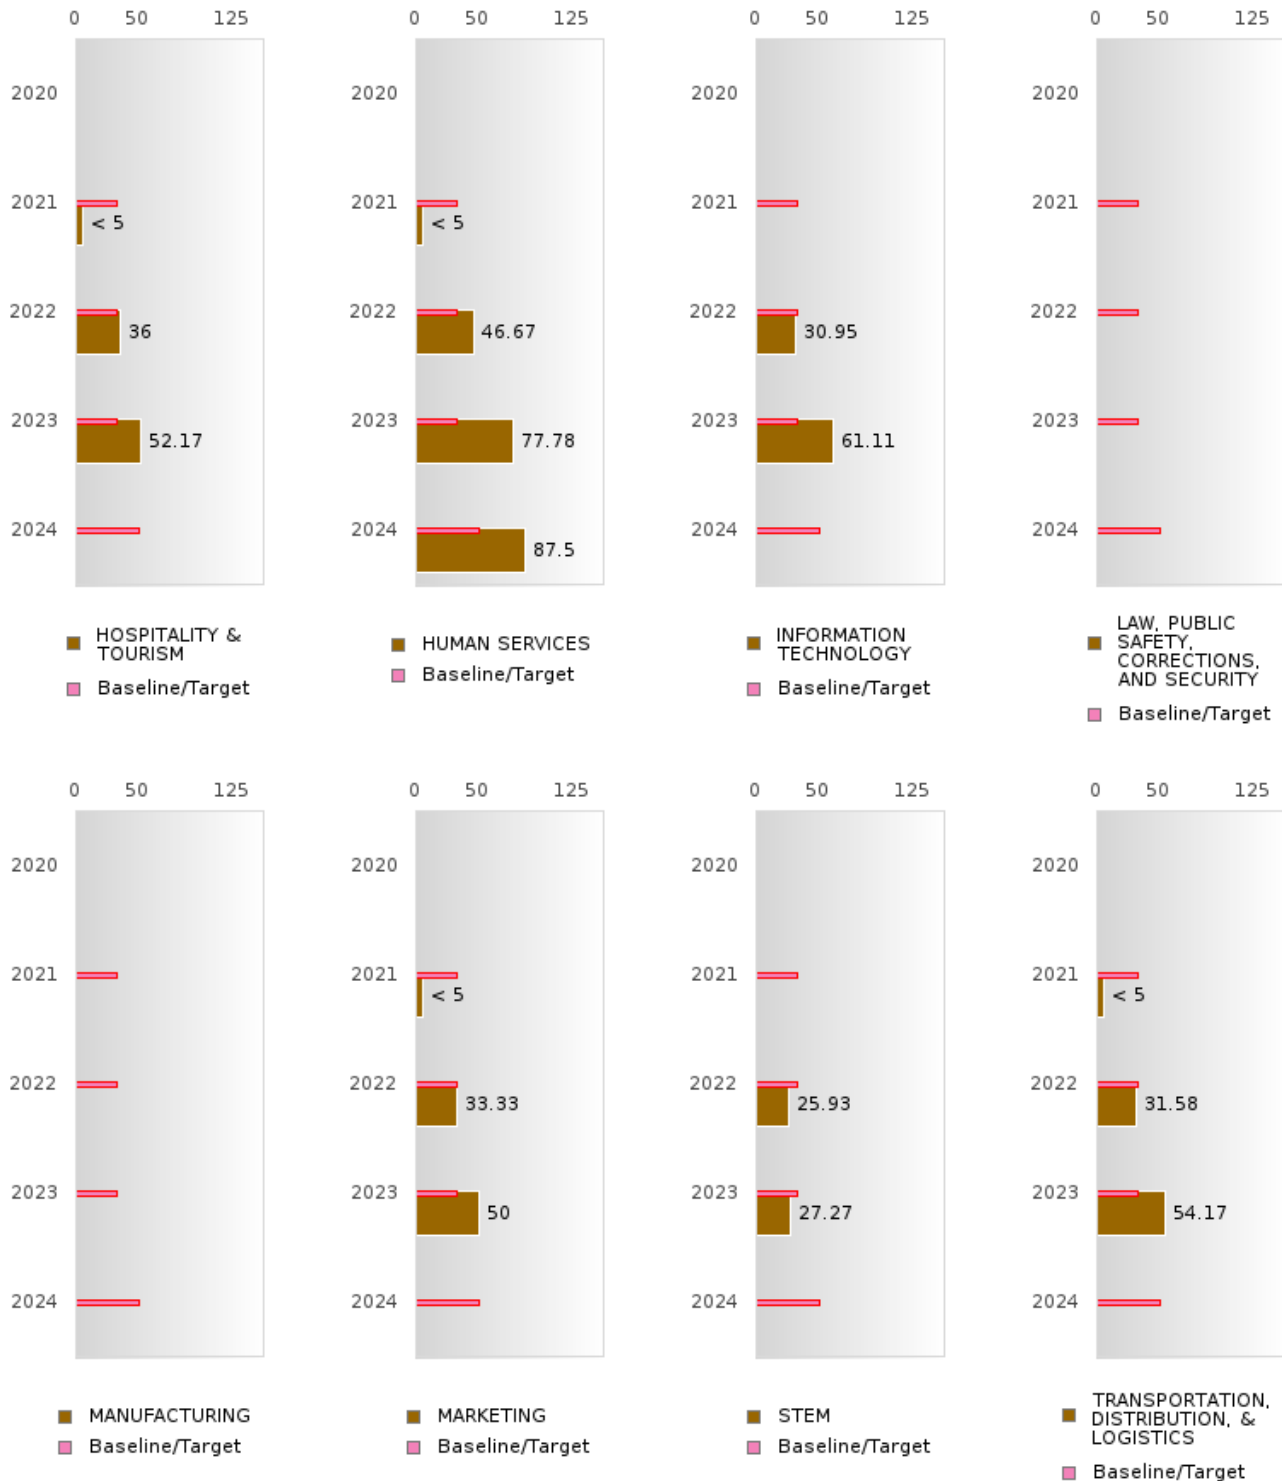 0 50 125
2020
2021
< 5
2022
36
2023
52.17
2024
HOSPITALITY &
TOURISM
Baseline/Target
0 50 125
2020
2021
< 5
2022
46.67
2023
77.78
2024
87.5
HUMAN SERVICES
Baseline/Target
0 50 125
2020
2021
2022
30.95
2023
61.11
2024
INFORMATION
TECHNOLOGY
Baseline/Target
0 50 125
2020
2021
2022
2023
2024
LAW, PUBLIC
SAFETY,
CORRECTIONS,
AND SECURITY
Baseline/Target
0 50 125
2020
2021
2022
2023
2024
MANUFACTURING
Baseline/Target
0 50 125
2020
2021
< 5
2022
33.33
2023
50
2024
MARKETING
Baseline/Target
0 50 125
2020
2021
2022
25.93
2023
27.27
2024
STEM
Baseline/Target
0 50 125
2020
2021
< 5
2022
31.58
2023
54.17
2024
TRANSPORTATION,
DISTRIBUTION, &
LOGISTICS
Baseline/Target